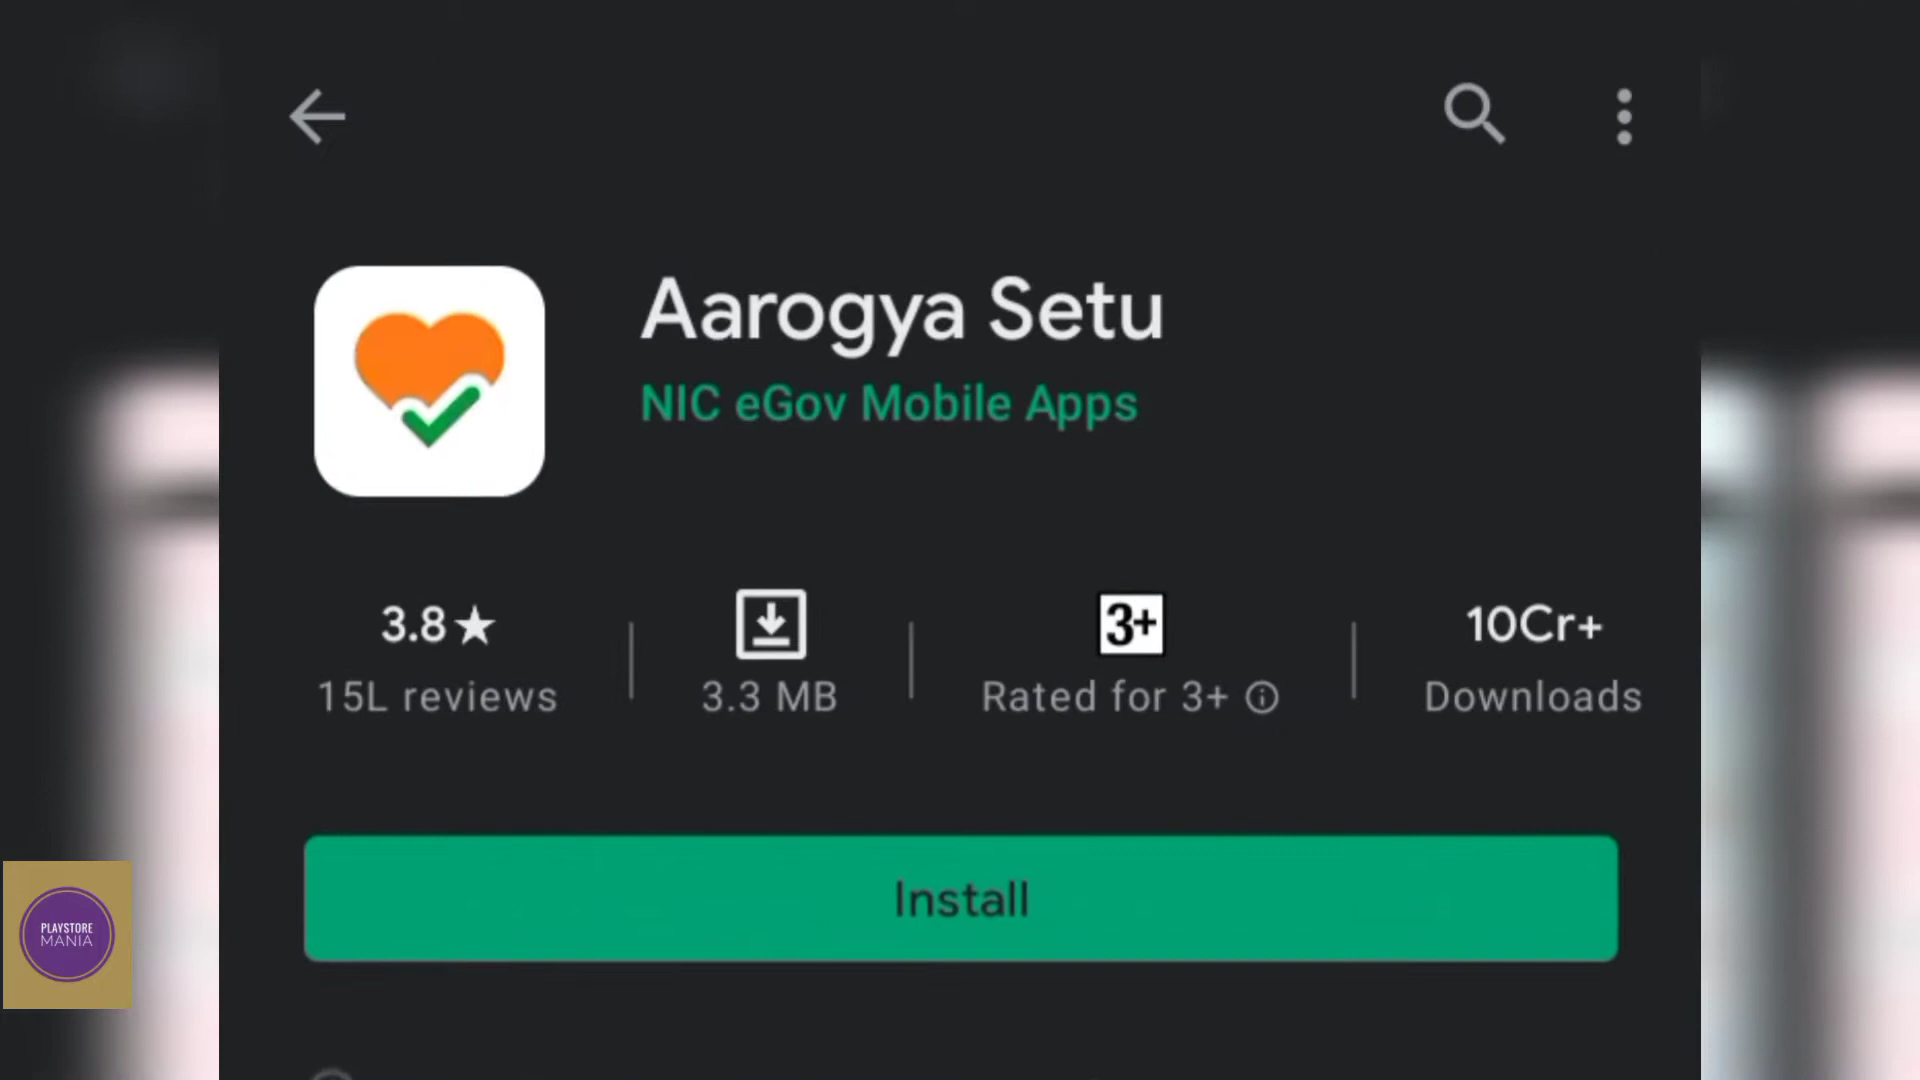 Aarogya Setu
NIC eGov Mobile Apps
3.8★
15L reviews
3.3 MB
3+
Rated for 3+
10Cr+
Downloads
Install
PLAYSTORE
MANIA